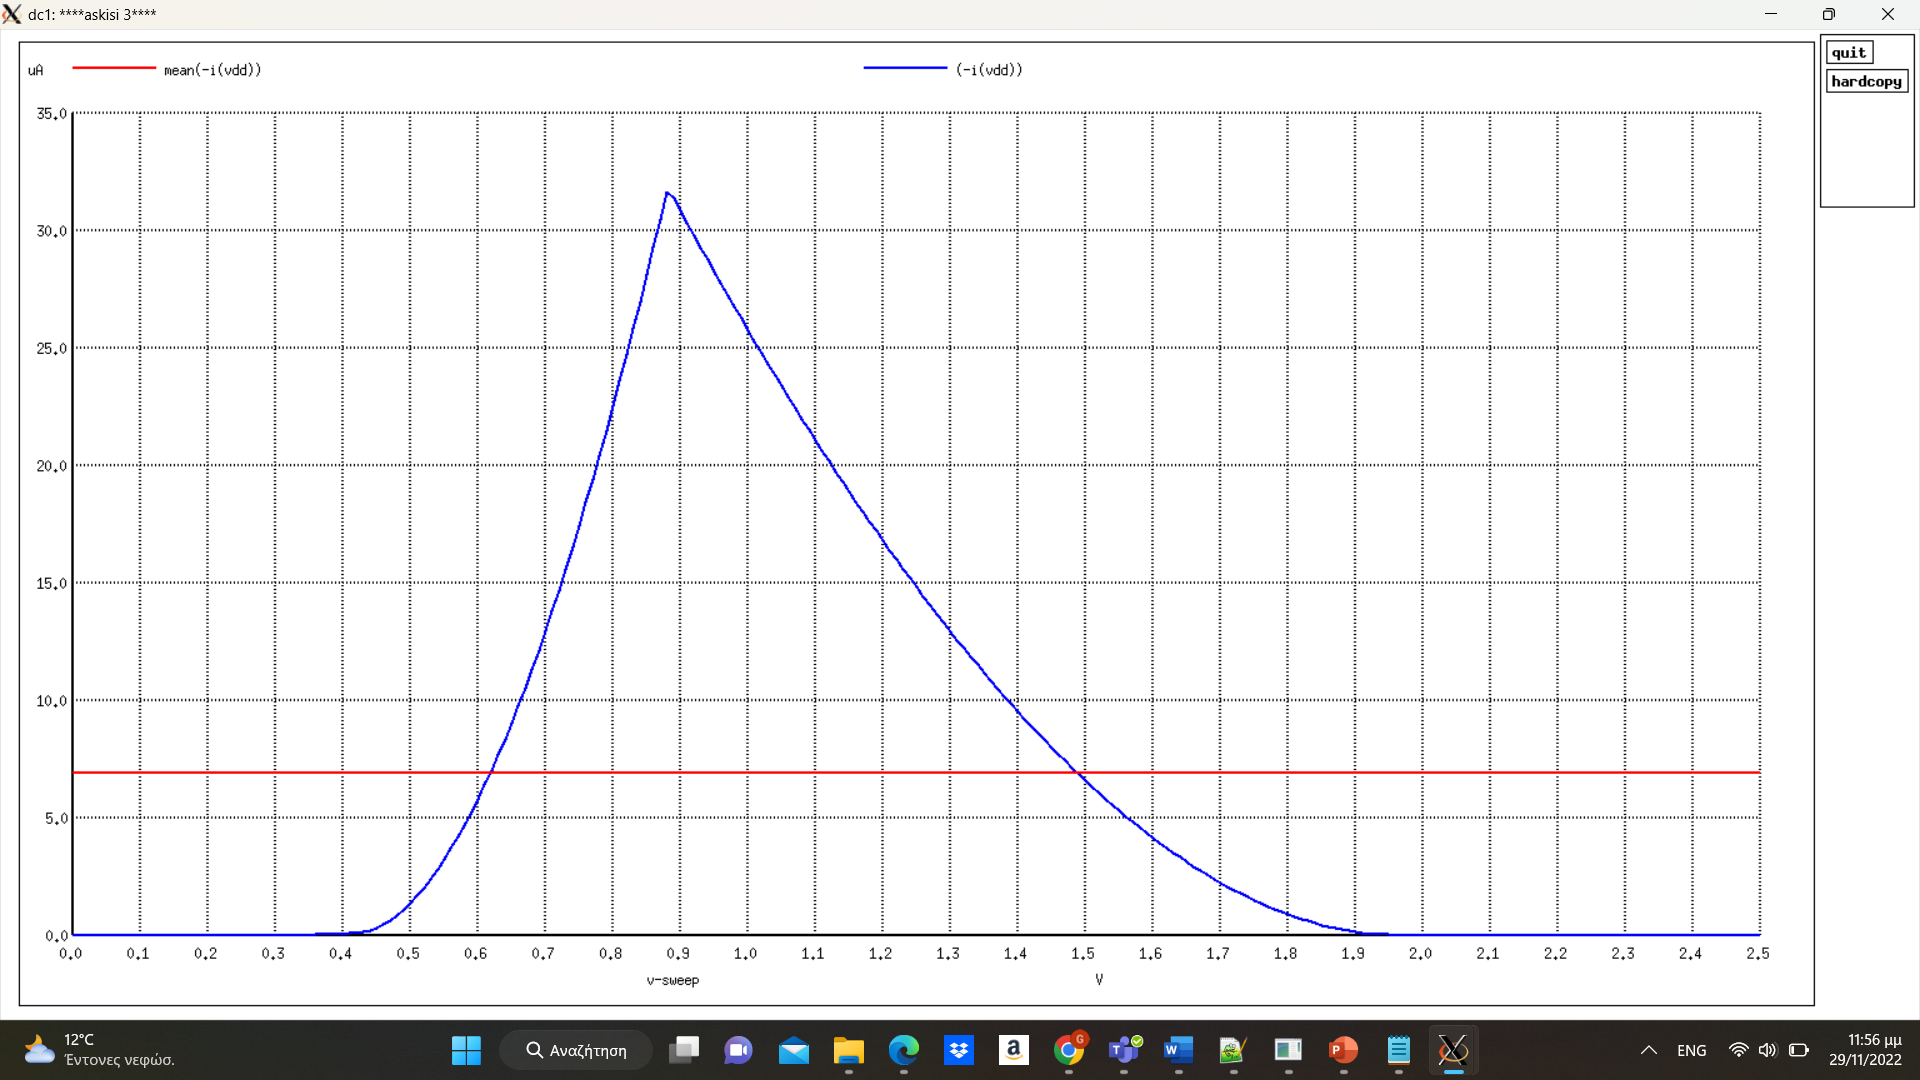 dc1: ****askisi 3****
quit
hardcopy
uA
mean(-i(vdd))
(-i(vdd))
35.0
30.0
25.0
20.0
15.0
10.0
5.0
0.0
0.0 0.1 0.2 0.3 0.4 0.5 0.6 0.7 0.8 0.9 1.0 1.1 1.2 1.3 1.4 1.5 1.6 1.7 1.8 1.9 2.0 2.1 2.2 2.3 2.4 2.5
v-sweep V
12°C
Έντονες νεφώσ.
Αναζήτηση
a
G
T
W
P
ENG
11:56 μμ
29/11/2022